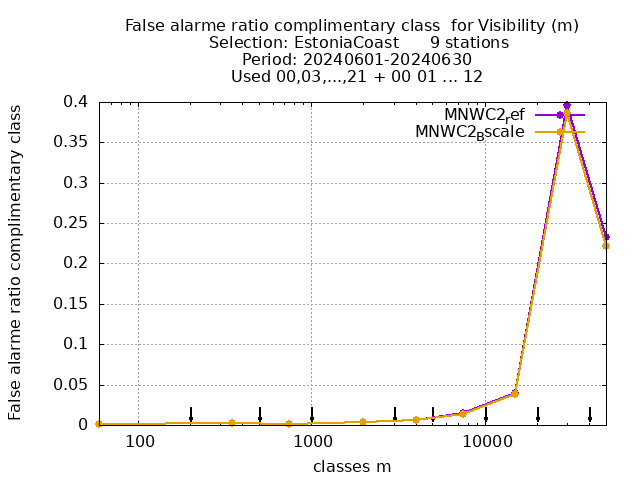 False alarme ratio complimentary class  for Visibility (m)
Selection: EstoniaCoast      9 stations
Period: 20240601-20240630
Used 00,03,...,21 + 00 01 ... 12
False alarme ratio complimentary class
0.4
0.35
0.3
0.25
0.2
0.15
0.1
0.05
0
MNWC2ref
MNWC2Bscale
100 1000 10000
classes m